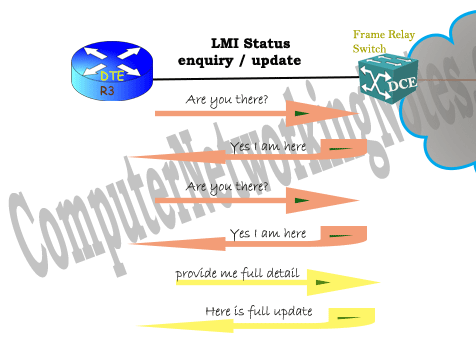 LMI Status
enquiry / update
Frame Relay
Switch
DTE
R3
DCE
Are you there?
Yes I am here
Are you there?
Yes I am here
provide me full detail
Here is full update
ComputerNetworkingNotes.